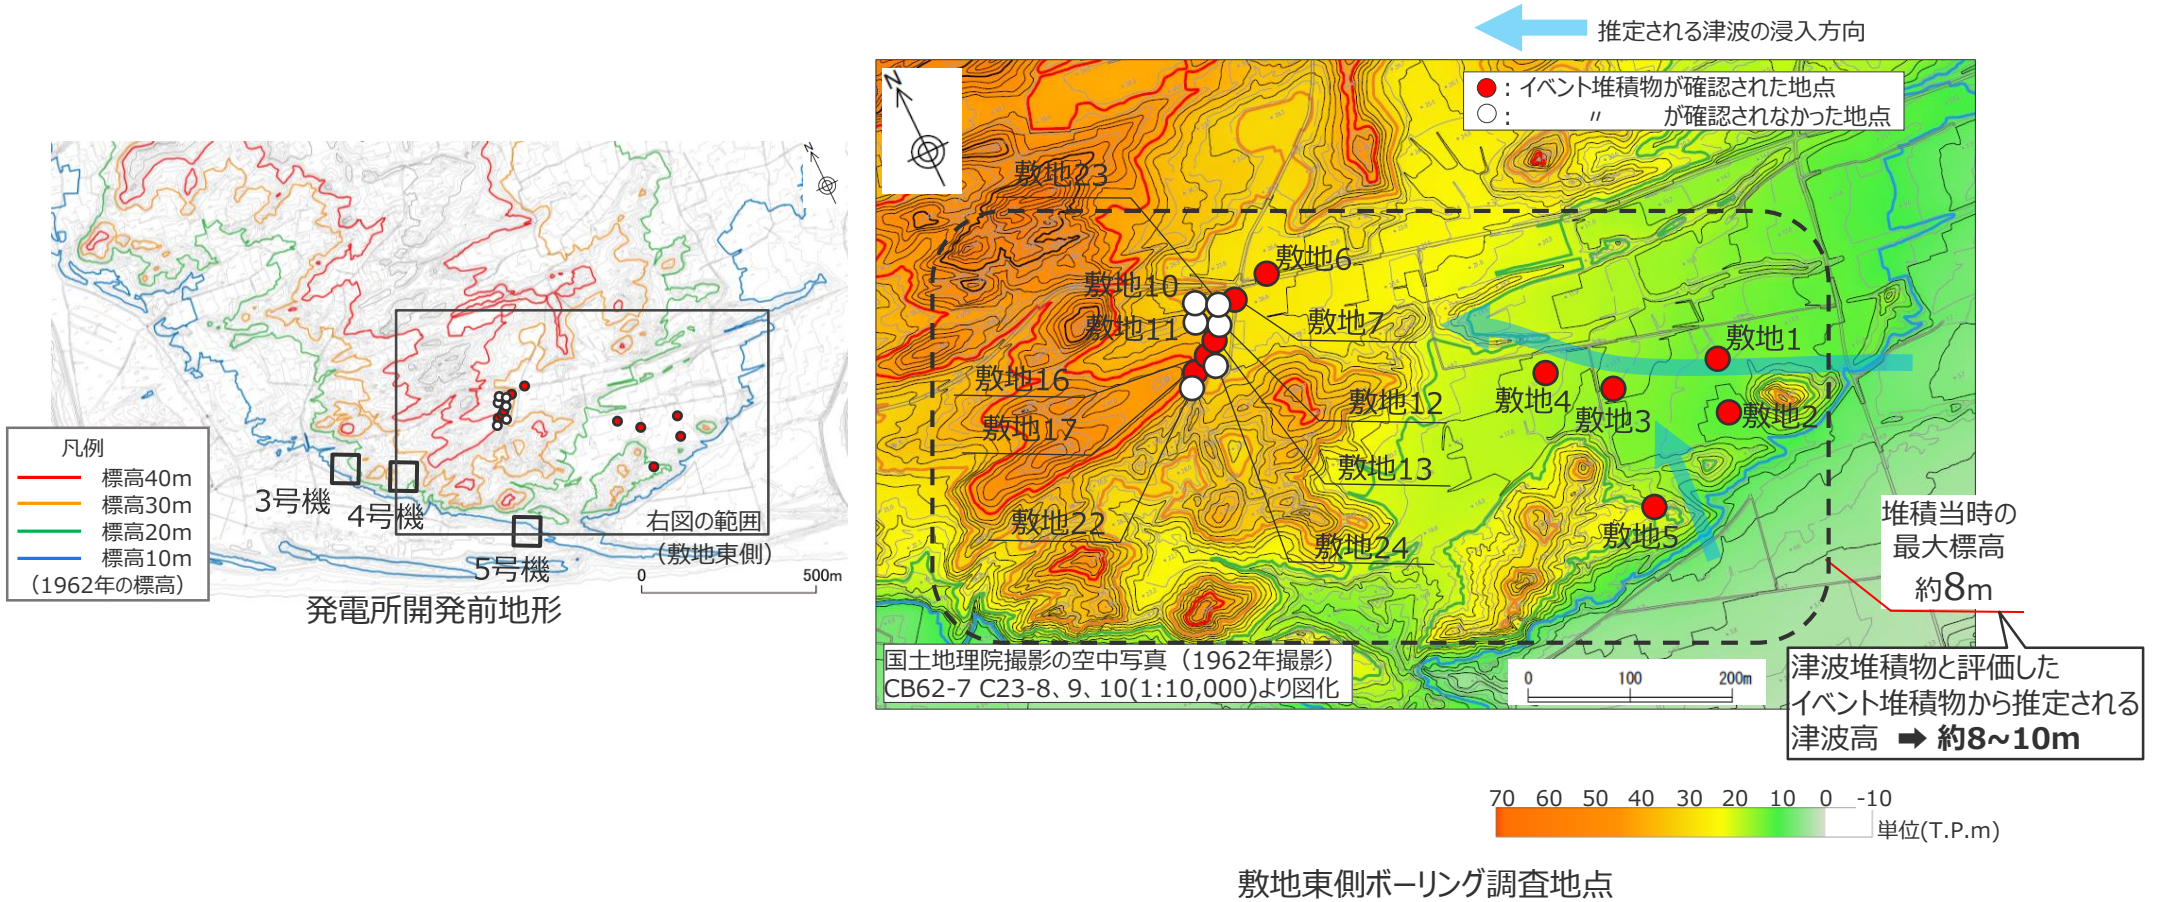 推定される津波の浸入方向
N
●：イベント堆積物が確認された地点
○： 〃 が確認されなかった地点
敷地23
敷地6
敷地10
敷地7
敷地11
敷地1
敷地16
敷地12
敷地4
敷地3
敷地2
敷地17
敷地13
敷地22
敷地24
敷地5
堆積当時の
最大標高
約8m
国土地理院撮影の空中写真（1962年撮影）
CB62-7 C23-8、9、10(1:10,000)より図化
0 100 200m
津波堆積物と評価した
イベント堆積物から推定される
津波高 ➡ 約8~10m
70 60 50 40 30 20 10 0 -10
単位(T.P.m)
敷地東側ボーリング調査地点
N
凡例
標高40m
標高30m
標高20m
標高10m
（1962年の標高）
3号機
4号機
5号機
右図の範囲
（敷地東側）
0 500m
発電所開発前地形